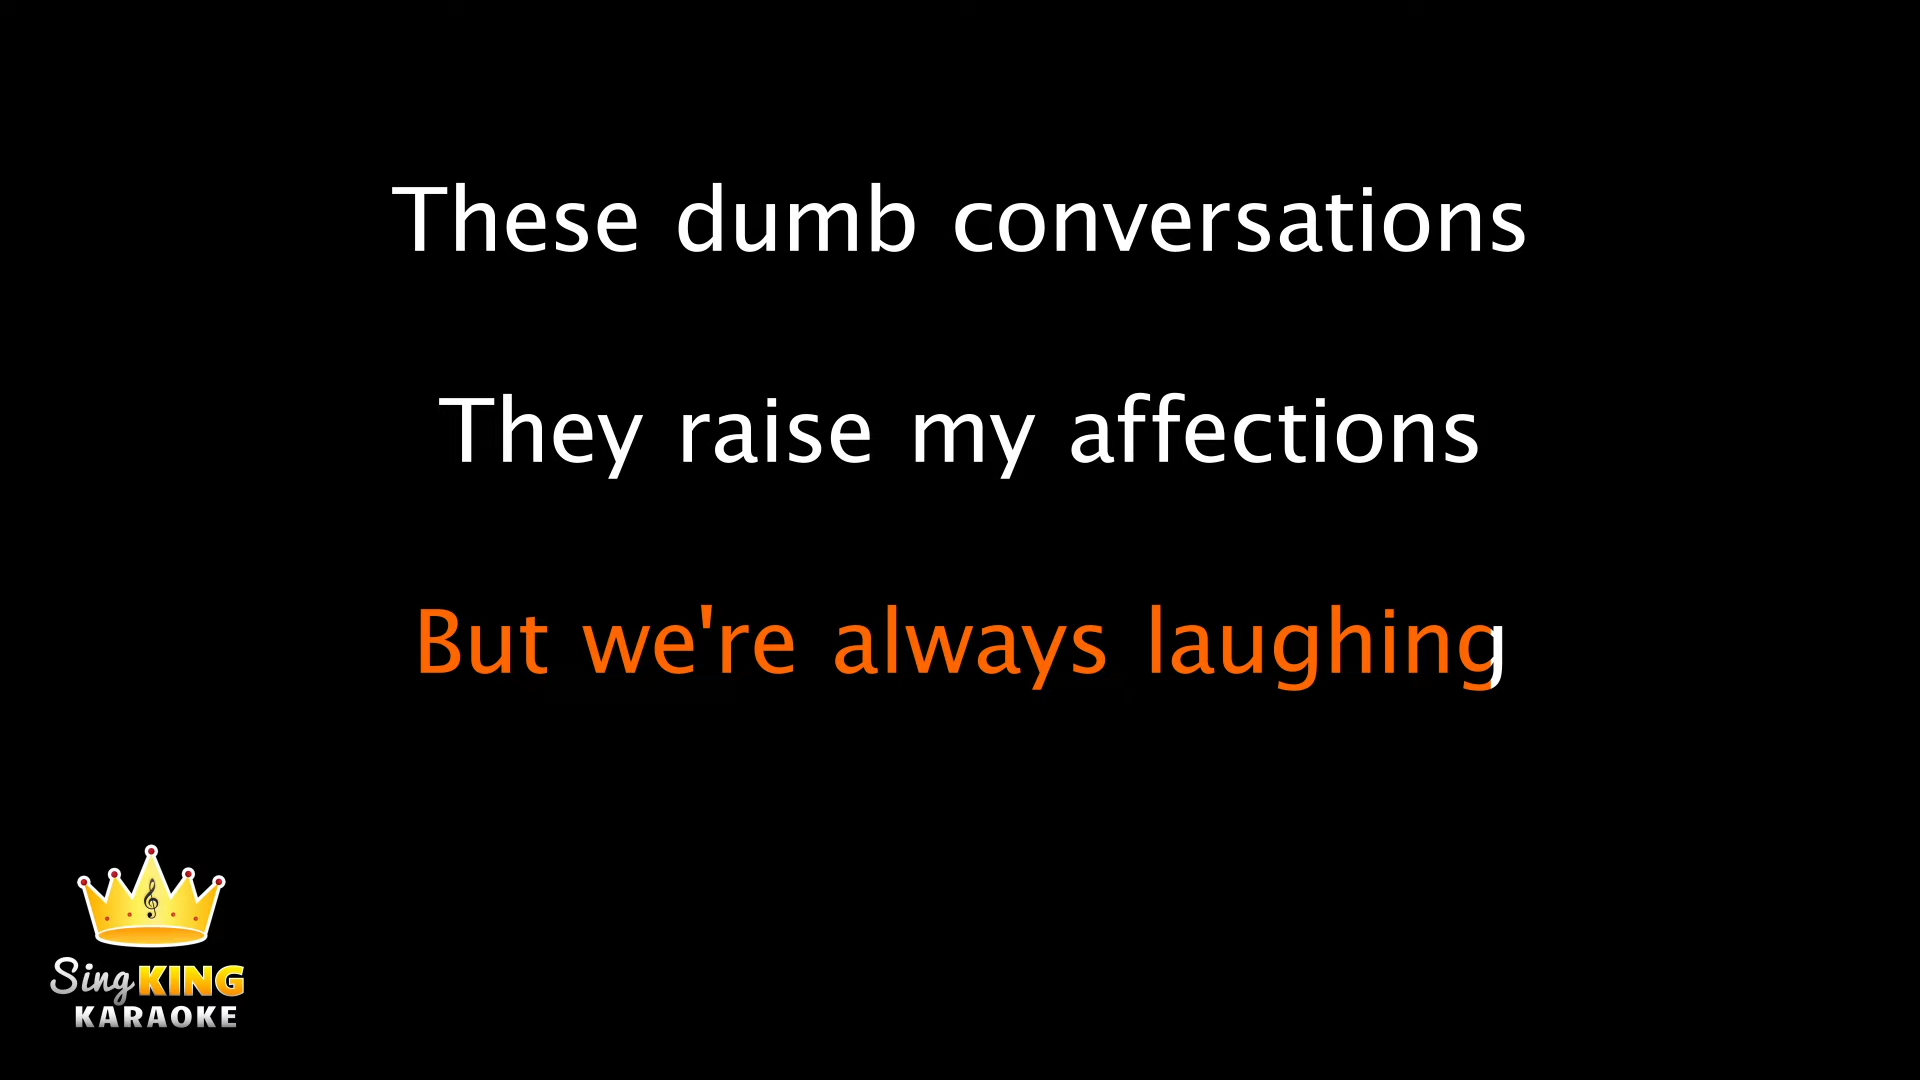 These dumb conversations
They raise my affections
But we're always laughing
Sing KING
KARAOKE